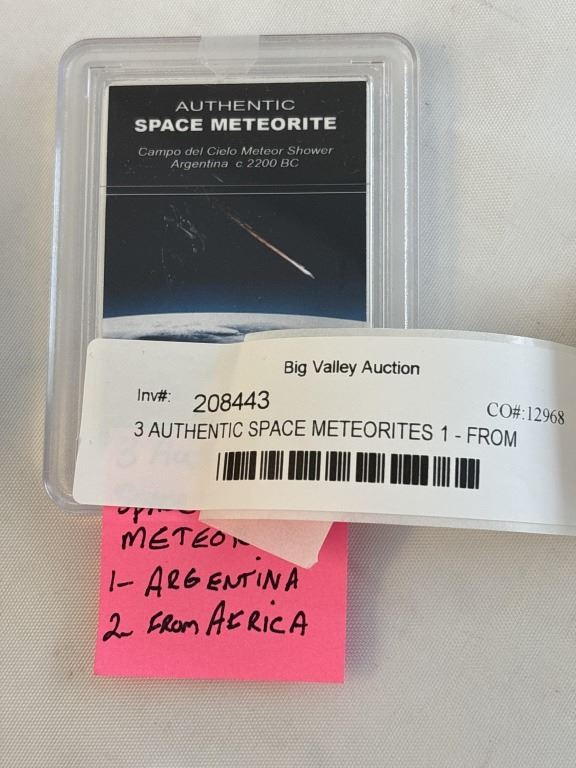 AUTHENTIC
SPACE METEORITE
Campo del Cielo Meteor Shower
Argentina c 2200 BC
Big Valley Auction
Inv#: 208443 CO#:12968
3 AUTHENTIC SPACE METEORITES 1 - FROM
METEOR
1- ARGENTINA
2- FROM AFRICA